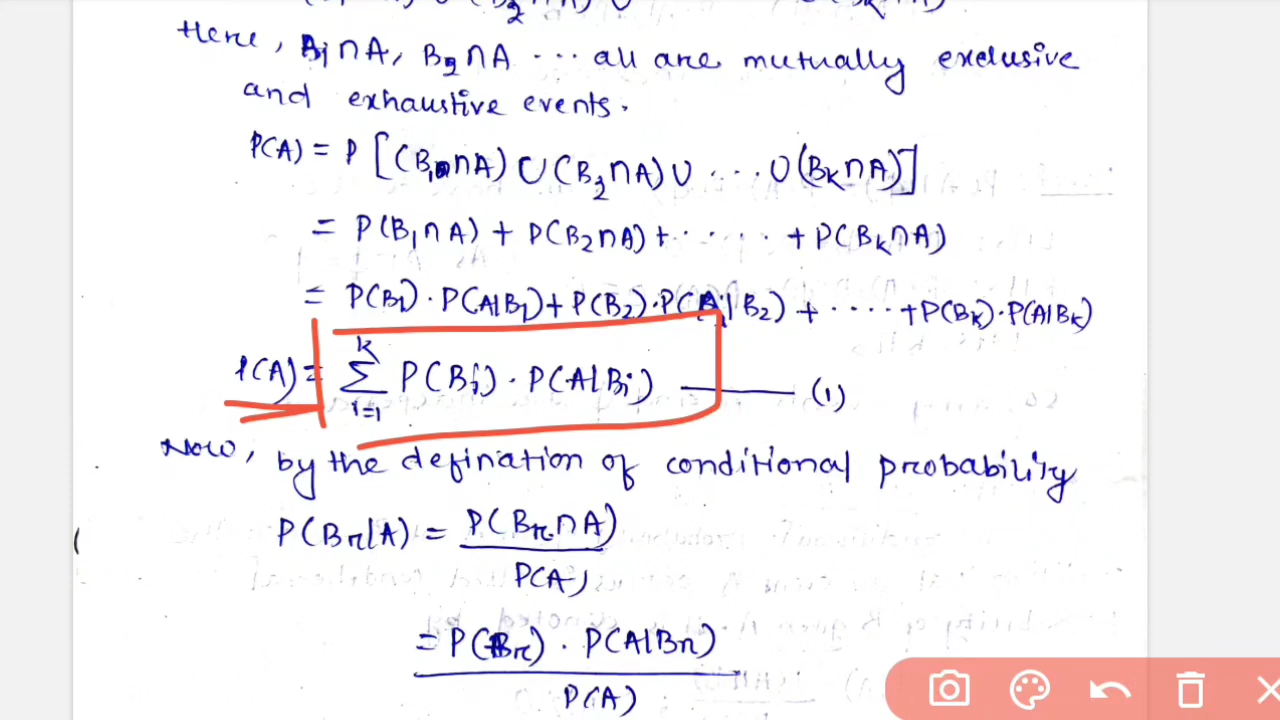 Here, B₁∩A, B₂∩A ... all are mutually exclusive
and exhaustive events.
P(A) = P [(B₁∩A) ∪ (B₂∩A) ∪ ... ∪ (Bₖ∩A)]
= P(B₁∩A) + P(B₂∩A) + ..... + P(Bₖ∩A)
= P(B₁) · P(A|B₁) + P(B₂) · P(A|B₂) + ..... + P(Bₖ) · P(A|Bₖ)
P(A) = Σᵢ₌₁ᵏ P(Bᵢ) · P(A|Bᵢ) ——— (1)
Now, by the defination of conditional probability
P(Bᵣ|A) = P(Bᵣ∩A) / P(A)
= P(Bᵣ) · P(A|Bᵣ) / P(A)